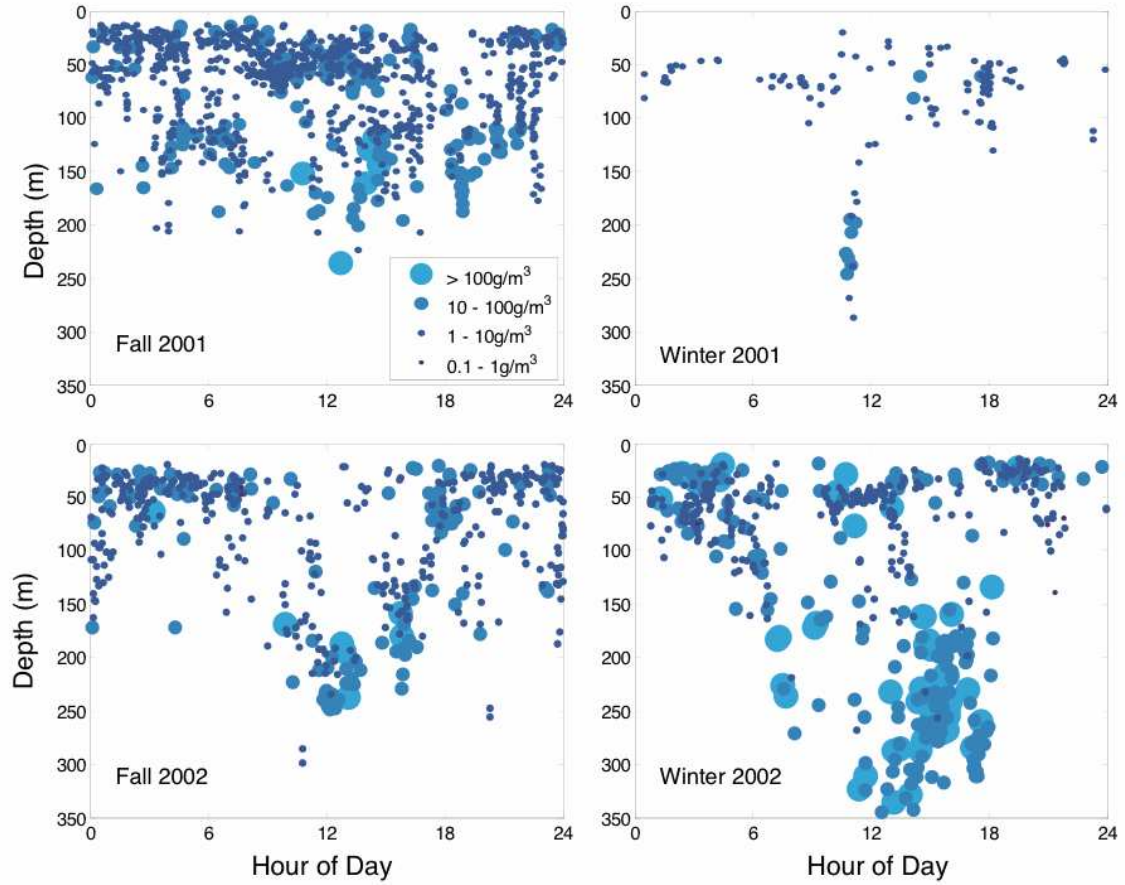 0
50
100
150
200
250
300
350
Depth (m)
> 100g/m³
10 - 100g/m³
1 - 10g/m³
0.1 - 1g/m³
Fall 2001
0 6 12 18 24
0
50
100
150
200
250
300
350
Winter 2001
0 6 12 18 24
0
50
100
150
200
250
300
350
Depth (m)
Fall 2002
0 6 12 18 24
Hour of Day
0
50
100
150
200
250
300
350
Winter 2002
0 6 12 18 24
Hour of Day